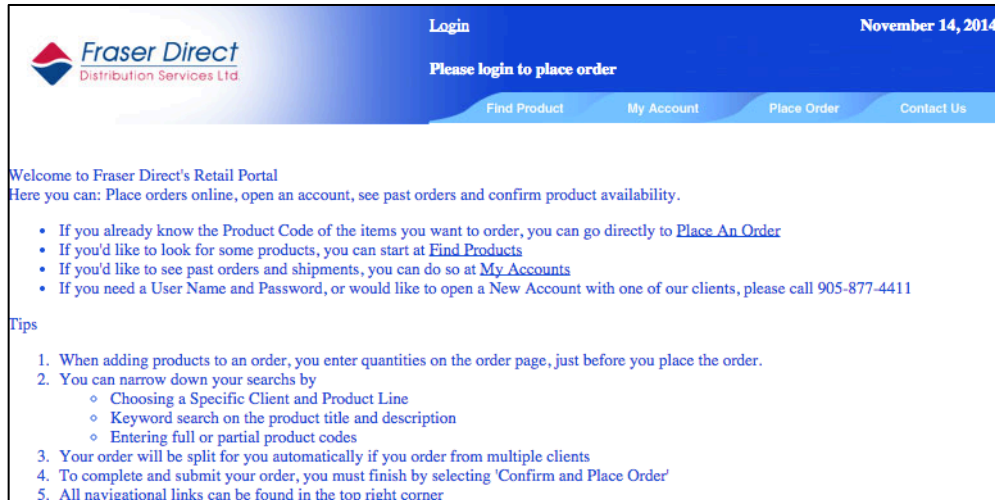 Fraser Direct
Distribution Services Ltd.
Login
November 14, 2014
Please login to place order
Find Product
My Account
Place Order
Contact Us
Welcome to Fraser Direct's Retail Portal
Here you can: Place orders online, open an account, see past orders and confirm product availability.
• If you already know the Product Code of the items you want to order, you can go directly to Place An Order
• If you'd like to look for some products, you can start at Find Products
• If you'd like to see past orders and shipments, you can do so at My Accounts
• If you need a User Name and Password, or would like to open a New Account with one of our clients, please call 905-877-4411
Tips
1. When adding products to an order, you enter quantities on the order page, just before you place the order.
2. You can narrow down your searchs by
◦ Choosing a Specific Client and Product Line
◦ Keyword search on the product title and description
◦ Entering full or partial product codes
3. Your order will be split for you automatically if you order from multiple clients
4. To complete and submit your order, you must finish by selecting 'Confirm and Place Order'
5. All navigational links can be found in the top right corner